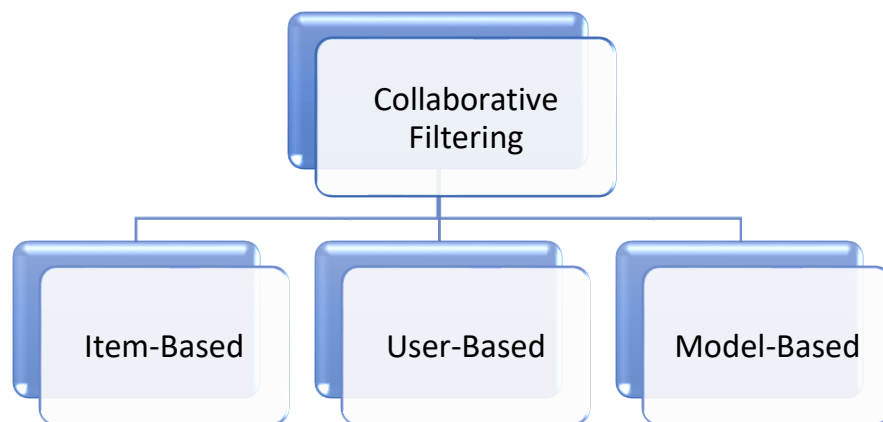 Collaborative
Filtering
Item-Based
User-Based
Model-Based